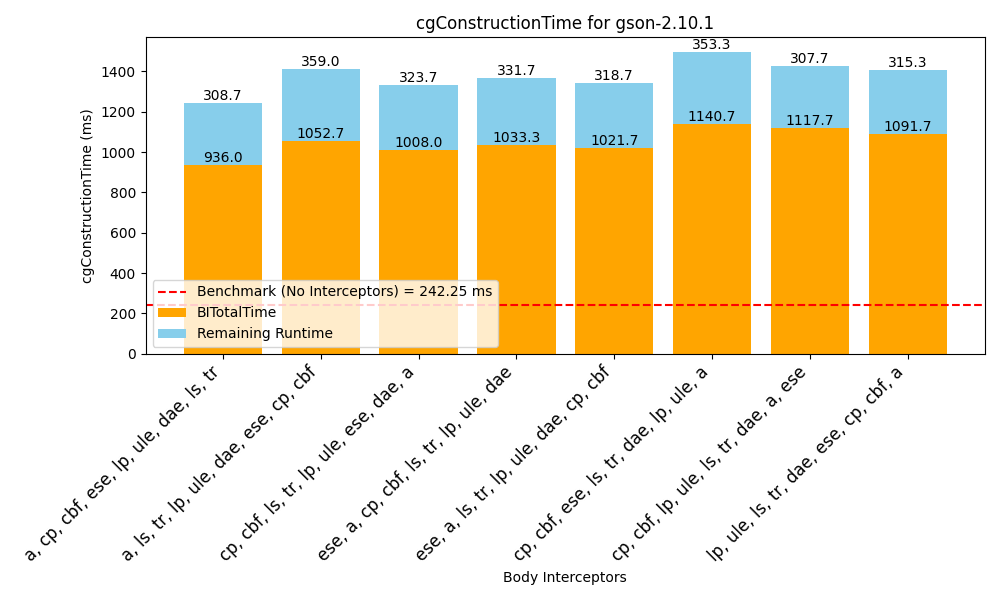 cgConstructionTime for gson-2.10.1
cgConstructionTime (ms)
1400
1200
1000
800
600
400
200
0
308.7
359.0
323.7
331.7
318.7
353.3
307.7
315.3
936.0
1052.7
1008.0
1033.3
1021.7
1140.7
1117.7
1091.7
Benchmark (No Interceptors) = 242.25 ms
BITotalTime
Remaining Runtime
a, cp, cbf, ese, lp, ule, dae, ls, tr
a, ls, tr, lp, ule, dae, ese, cp, cbf
cp, cbf, ls, tr, lp, ule, ese, dae, a
ese, a, cp, cbf, ls, tr, lp, ule, dae
ese, a, ls, tr, lp, ule, dae, cp, cbf
cp, cbf, ese, ls, tr, dae, lp, ule, a
cp, cbf, lp, ule, ls, tr, dae, a, ese
lp, ule, ls, tr, dae, ese, cp, cbf, a
Body Interceptors